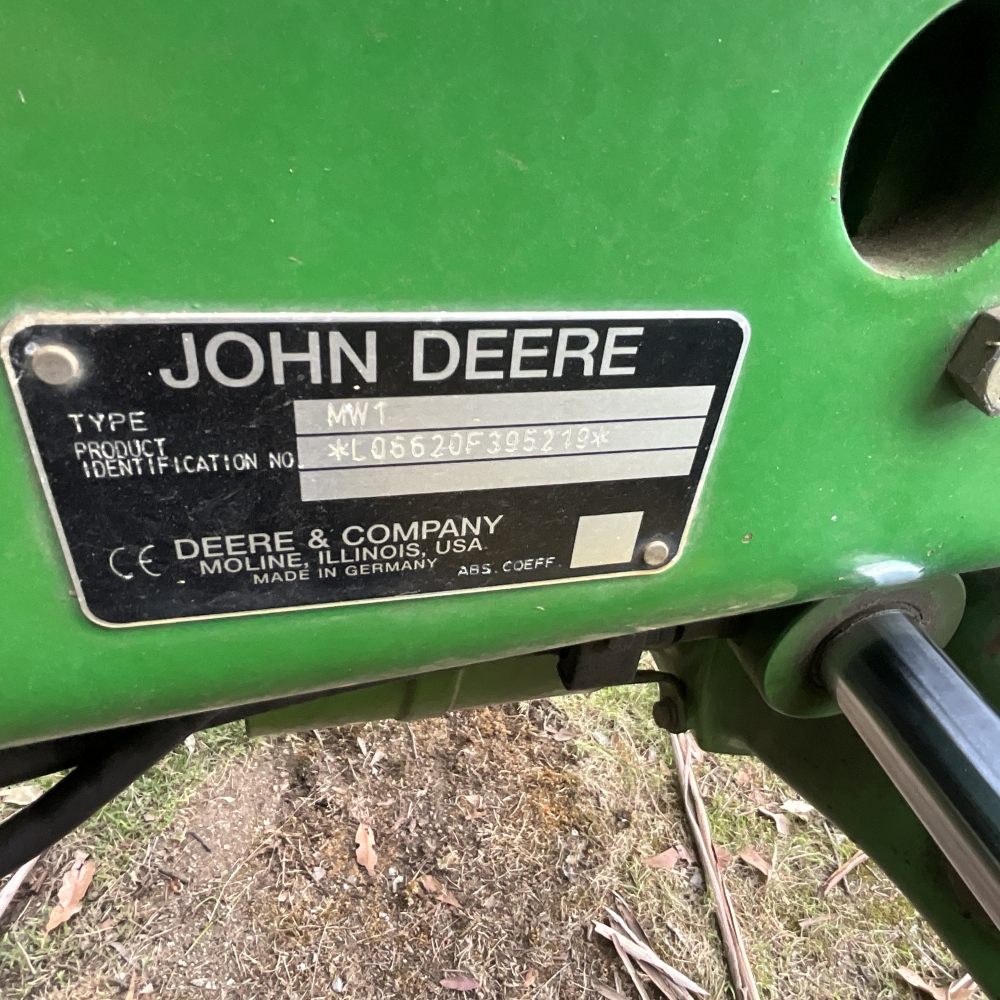 JOHN DEERE
TYPE MW1
PRODUCT
IDENTIFICATION NO. *L06620F395219*
CE DEERE & COMPANY
MOLINE, ILLINOIS, USA
MADE IN GERMANY ABS. COEFF.